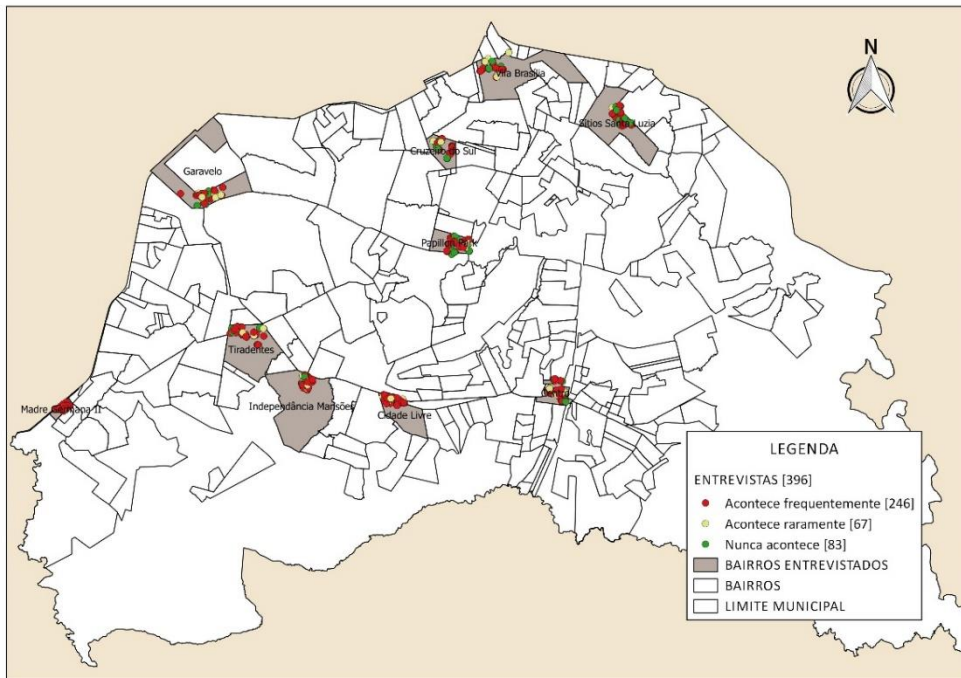 N
Vila Brasília
Sítios Santa Luzia
Cruzeiro do Sul
Garavelo
Papillon Park
Tiradentes
Madre Germana II
Independância Mansões
Cidade Livre
LEGENDA
ENTREVISTAS [396]
Acontece frequentemente [246]
Acontece raramente [67]
Nunca acontece [83]
BAIRROS ENTREVISTADOS
BAIRROS
LIMITE MUNICIPAL